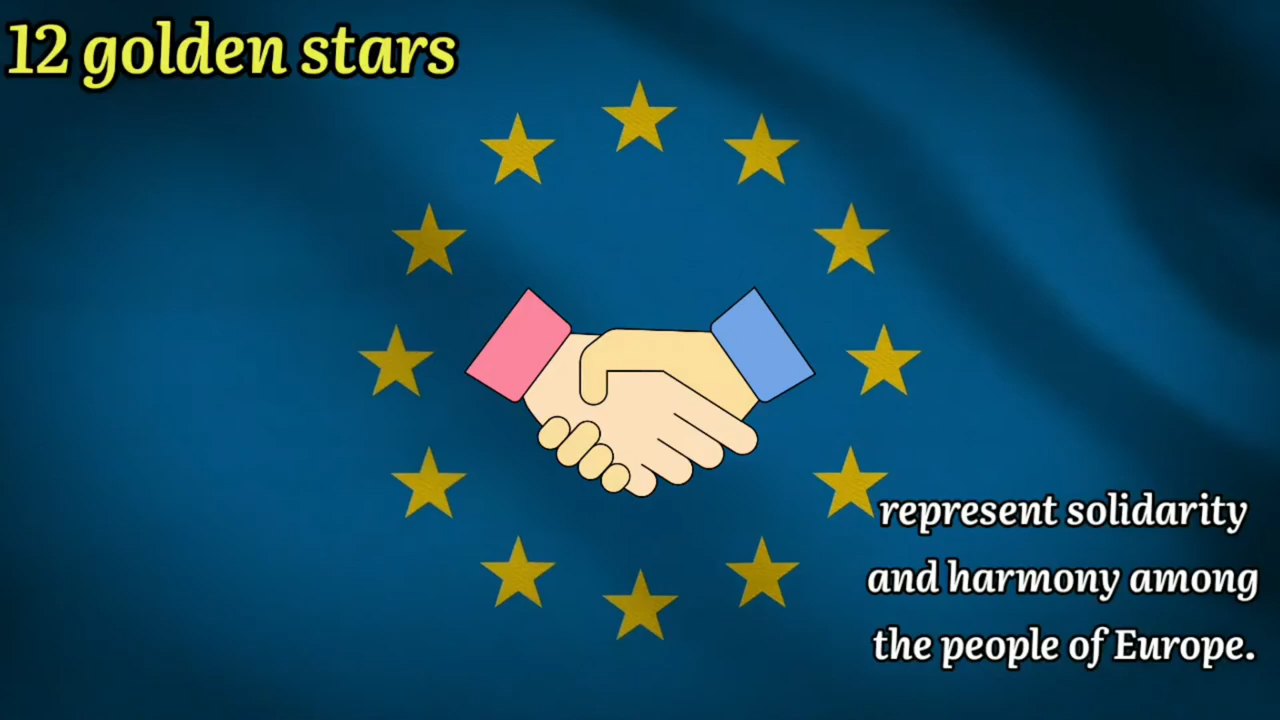 12 golden stars
represent solidarity
and harmony among
the people of Europe.